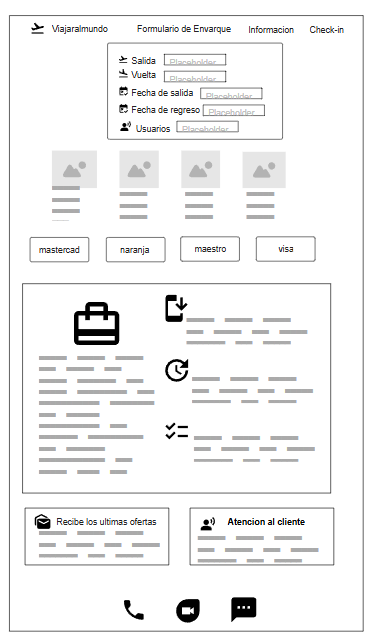 Viajaralmundo
Formulario de Envarque
Informacion
Check-in
Salida Placeholder
Vuelta Placeholder
Fecha de salida Placeholder
Fecha de regreso Placeholder
Usuarios Placeholder
mastercad
naranja
maestro
visa
Recibe los ultimas ofertas
Atencion al cliente